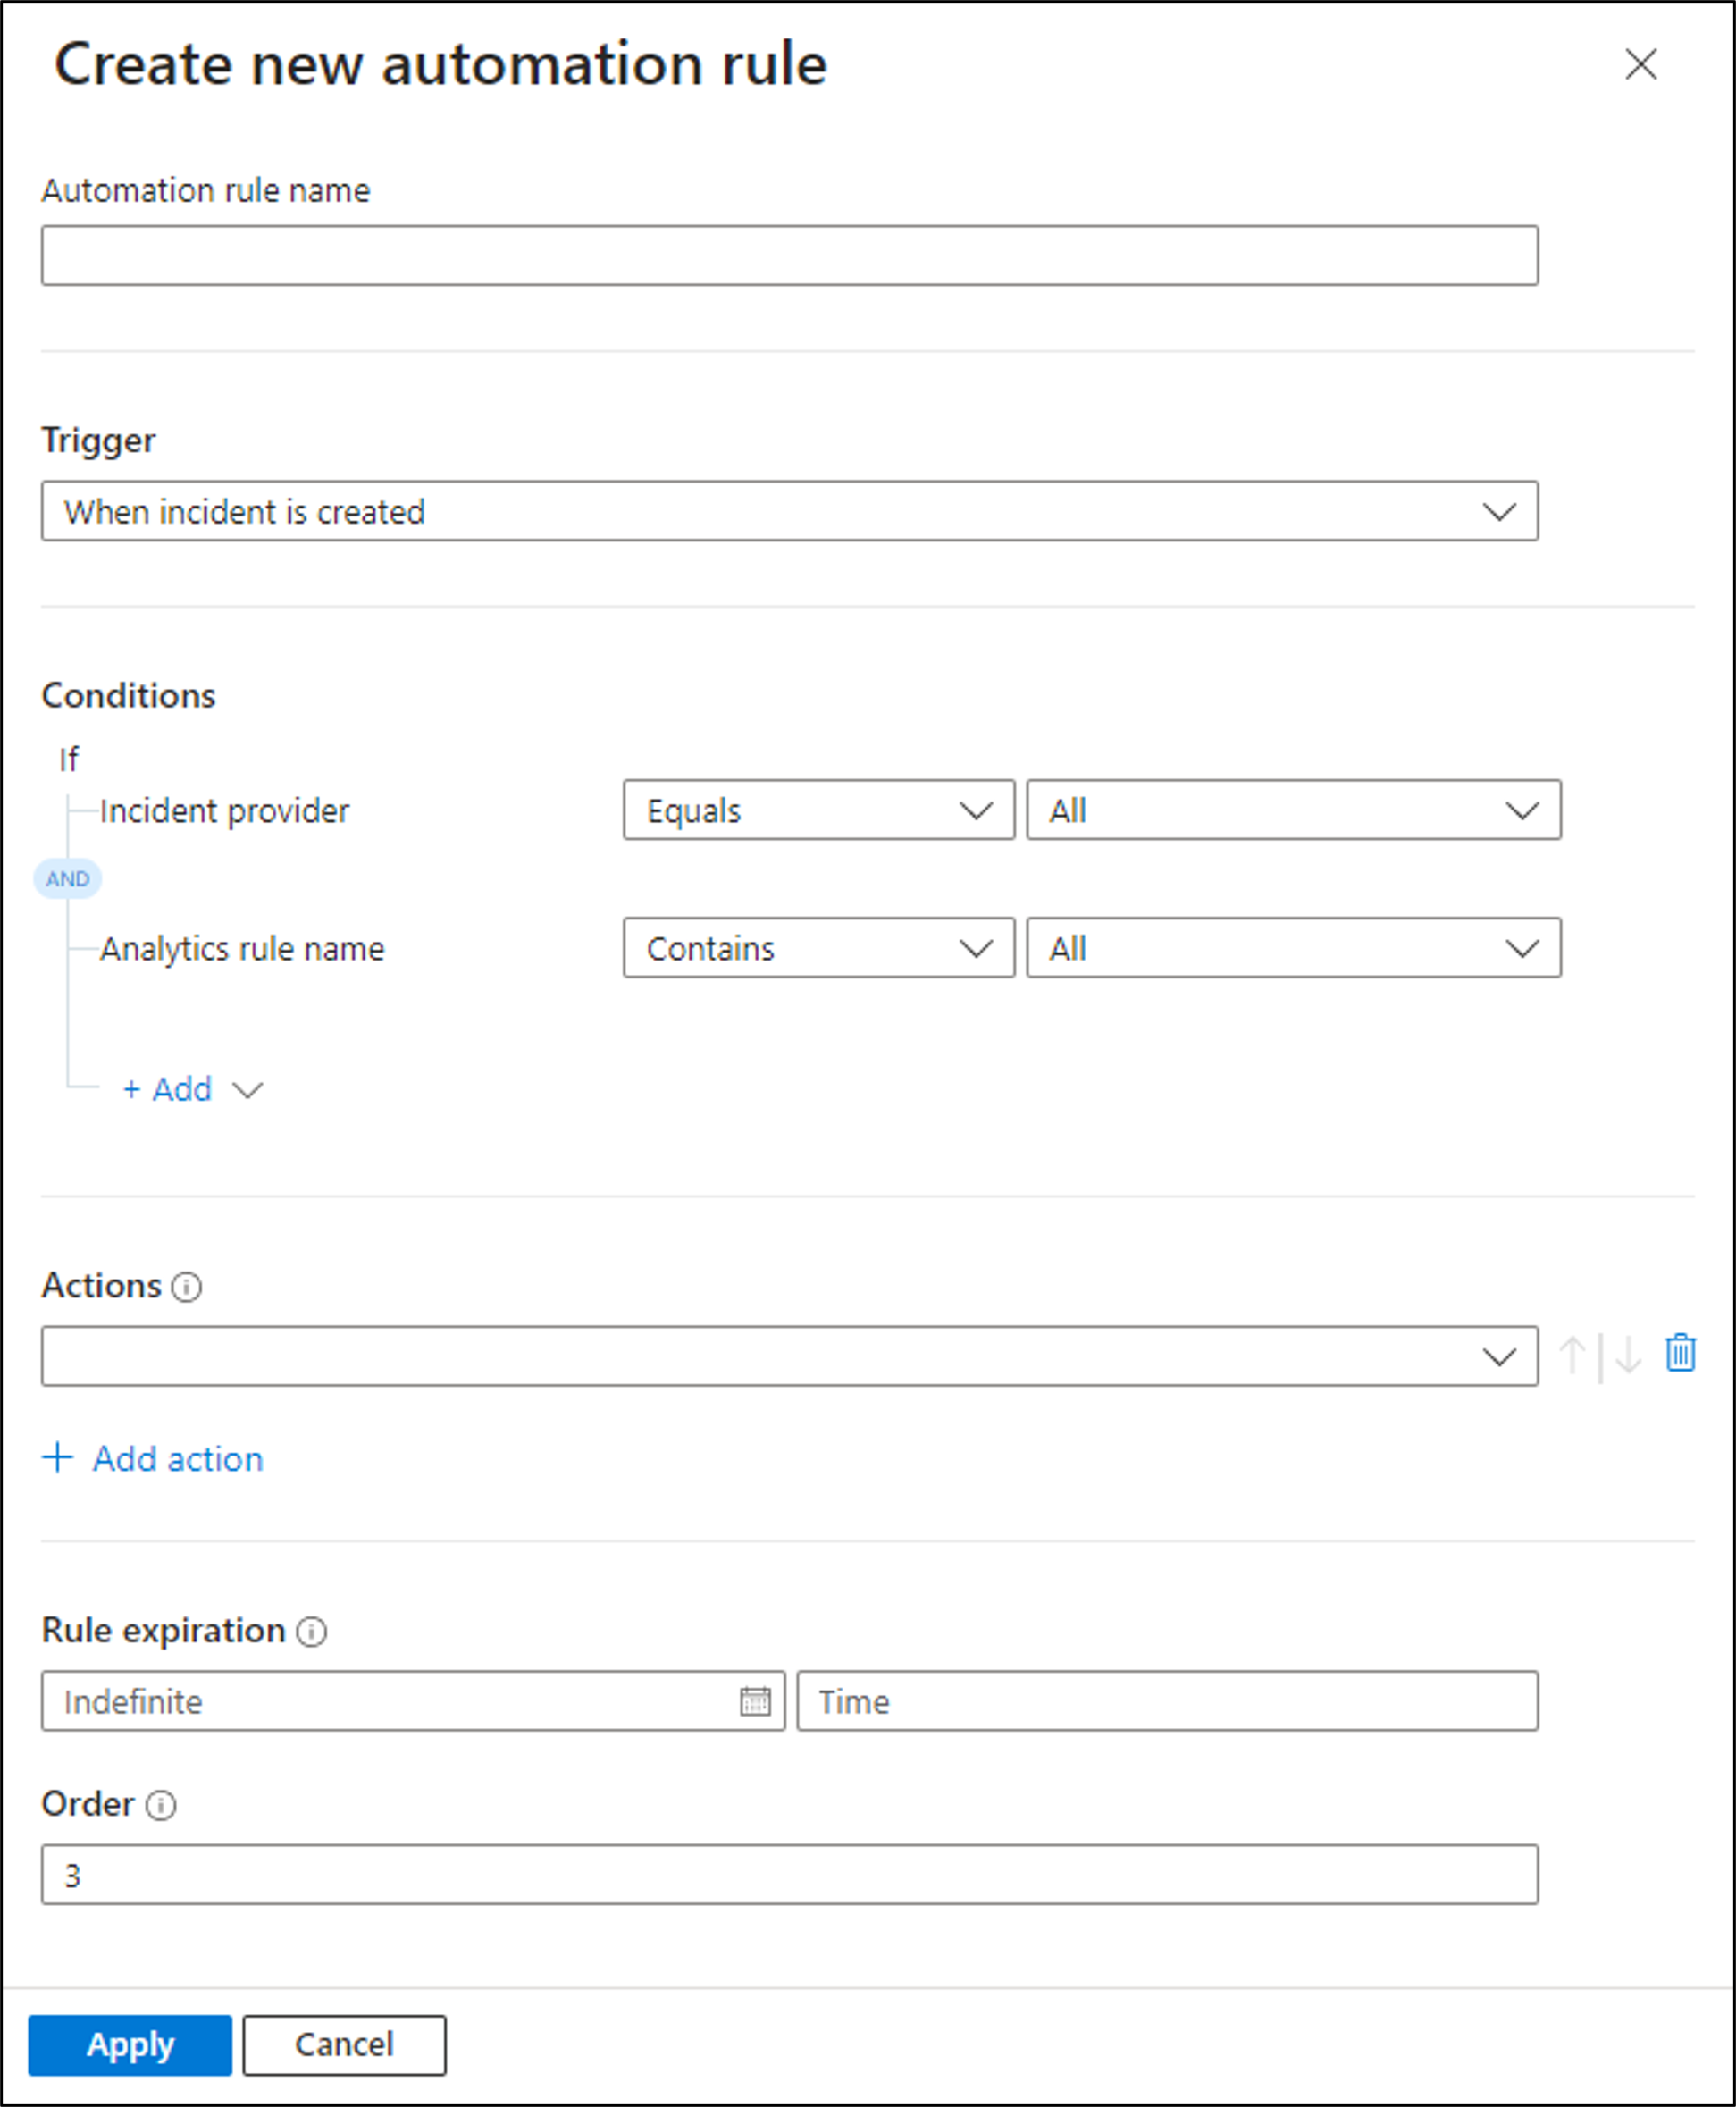 Create new automation rule
Automation rule name
Trigger
When incident is created
Conditions
If
Incident provider Equals All
AND
Analytics rule name Contains All
+ Add
Actions
+ Add action
Rule expiration
Indefinite Time
Order
3
Apply Cancel